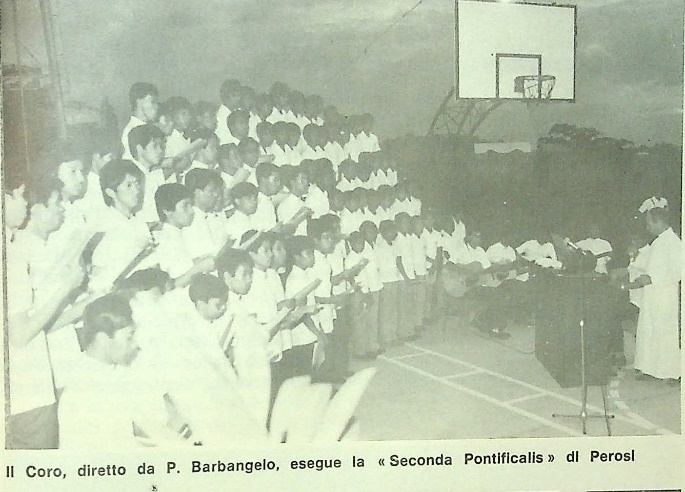 Il Coro, diretto da P. Barbangelo, esegue la « Seconda Pontificalis » di Perosi